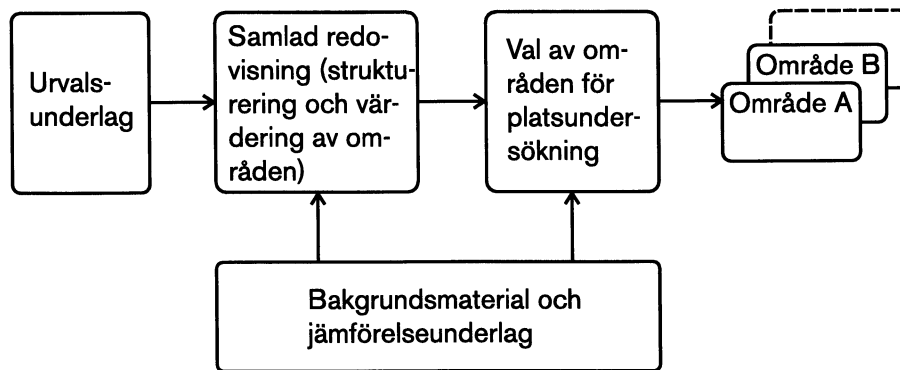 Urvals-
underlag
Samlad redo-
visning (struktu-
rering och vär-
dering av om-
råden)
Val av om-
råden för
platsunder-
sökning
Område B
Område A
Bakgrundsmaterial och
jämförelseunderlag